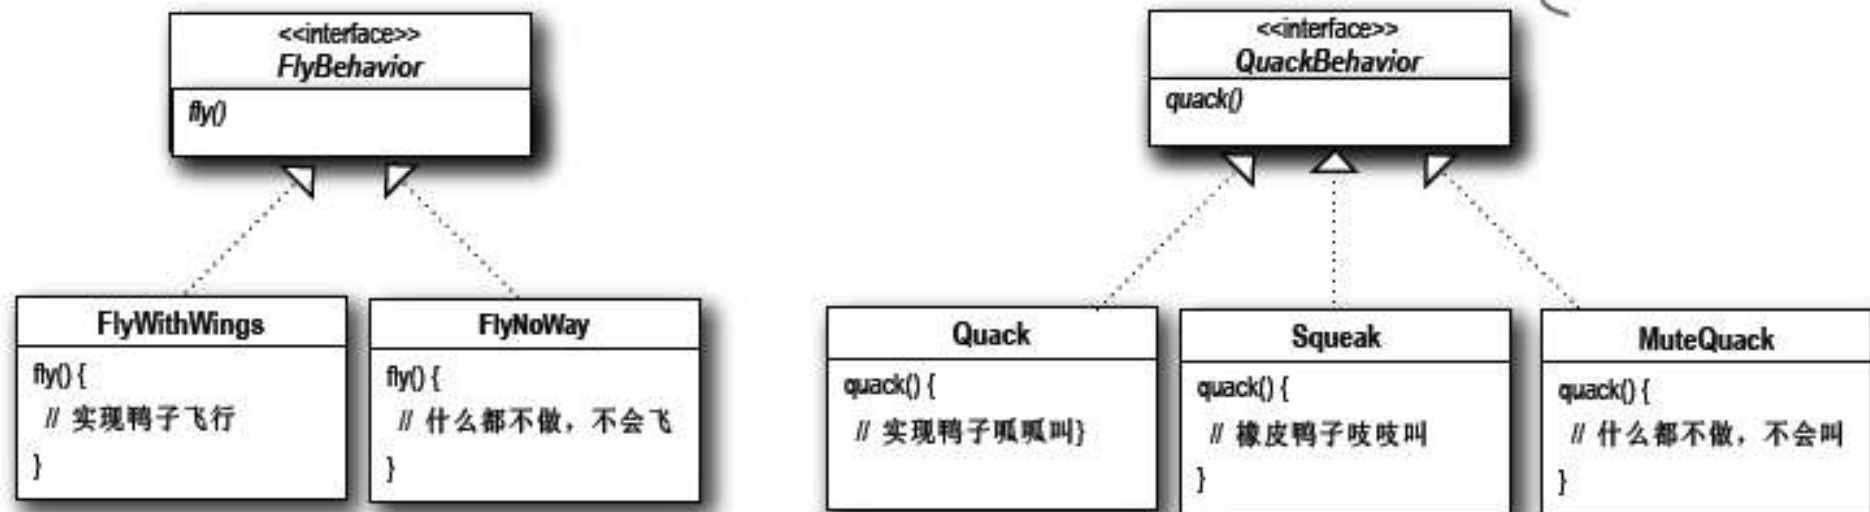 <<interface>>
FlyBehavior
fly()
<<interface>>
QuackBehavior
quack()
FlyWithWings
fly() {
// 实现鸭子飞行
}
FlyNoWay
fly() {
// 什么都不做，不会飞
}
Quack
quack() {
// 实现鸭子呱呱叫}
Squeak
quack() {
// 橡皮鸭子吱吱叫
}
MuteQuack
quack() {
// 什么都不做，不会叫
}